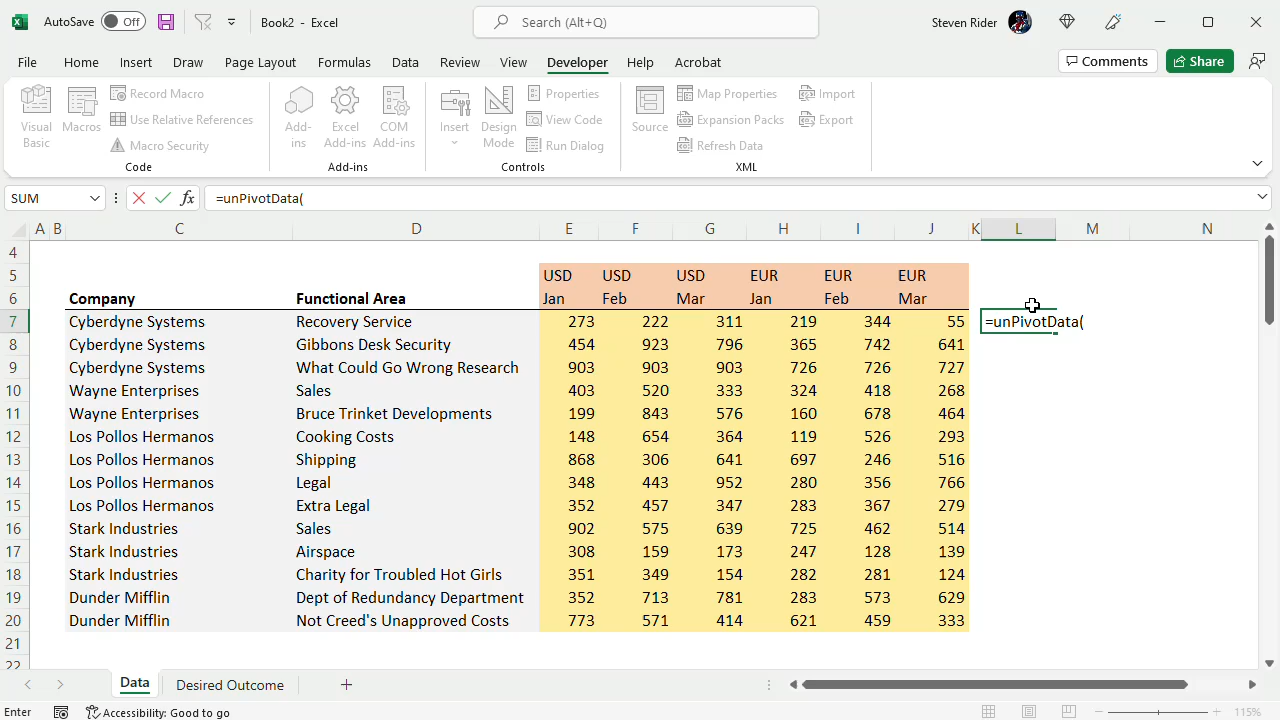 AutoSave Off Book2 - Excel Search (Alt+Q) Steven Rider
File Home Insert Draw Page Layout Formulas Data Review View Developer Help Acrobat Comments Share
Visual Basic
Macros
Record Macro
Use Relative References
Macro Security
Code
Add-ins
Excel Add-ins
COM Add-ins
Add-ins
Insert
Design Mode
Properties
View Code
Run Dialog
Controls
Source
Map Properties
Expansion Packs
Refresh Data
Import
Export
XML
SUM fx =unPivotData(
A B C D E F G H I J K L M N
4
5 USD USD USD EUR EUR EUR
6 Company Functional Area Jan Feb Mar Jan Feb Mar
7 Cyberdyne Systems Recovery Service 273 222 311 219 344 55 =unPivotData(
8 Cyberdyne Systems Gibbons Desk Security 454 923 796 365 742 641
9 Cyberdyne Systems What Could Go Wrong Research 903 903 903 726 726 727
10 Wayne Enterprises Sales 403 520 333 324 418 268
11 Wayne Enterprises Bruce Trinket Developments 199 843 576 160 678 464
12 Los Pollos Hermanos Cooking Costs 148 654 364 119 526 293
13 Los Pollos Hermanos Shipping 868 306 641 697 246 516
14 Los Pollos Hermanos Legal 348 443 952 280 356 766
15 Los Pollos Hermanos Extra Legal 352 457 347 283 367 279
16 Stark Industries Sales 902 575 639 725 462 514
17 Stark Industries Airspace 308 159 173 247 128 139
18 Stark Industries Charity for Troubled Hot Girls 351 349 154 282 281 124
19 Dunder Mifflin Dept of Redundancy Department 352 713 781 283 573 629
20 Dunder Mifflin Not Creed's Unapproved Costs 773 571 414 621 459 333
21
22
Data Desired Outcome
Enter Accessibility: Good to go 115%